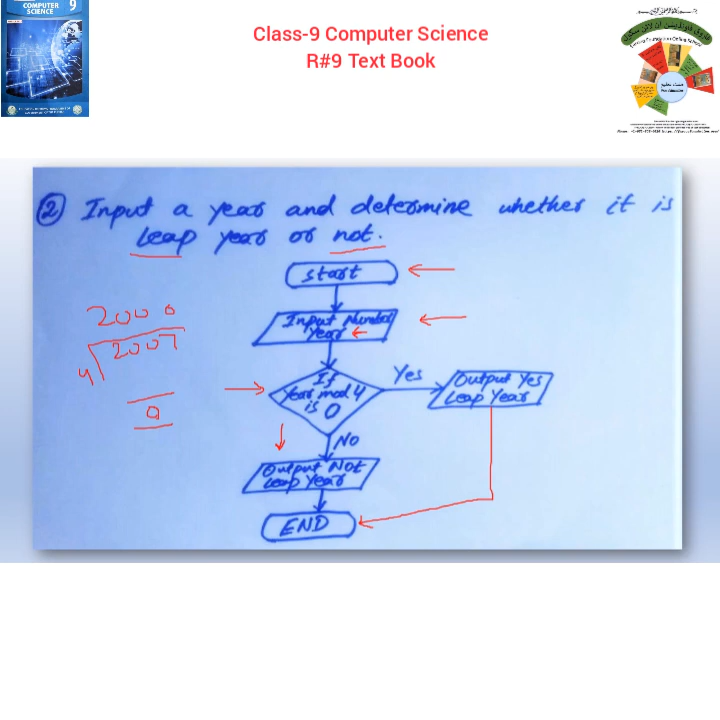 COMPUTER
SCIENCE 9
Class-9 Computer Science
R#9 Text Book
② Input a year and determine whether it is
leap year or not.
start
Input Number
Year
If
Year mod 4
is 0
Yes
Output Yes
Leap Year
No
Output Not
Leap Year
END
2000
4 2007
0